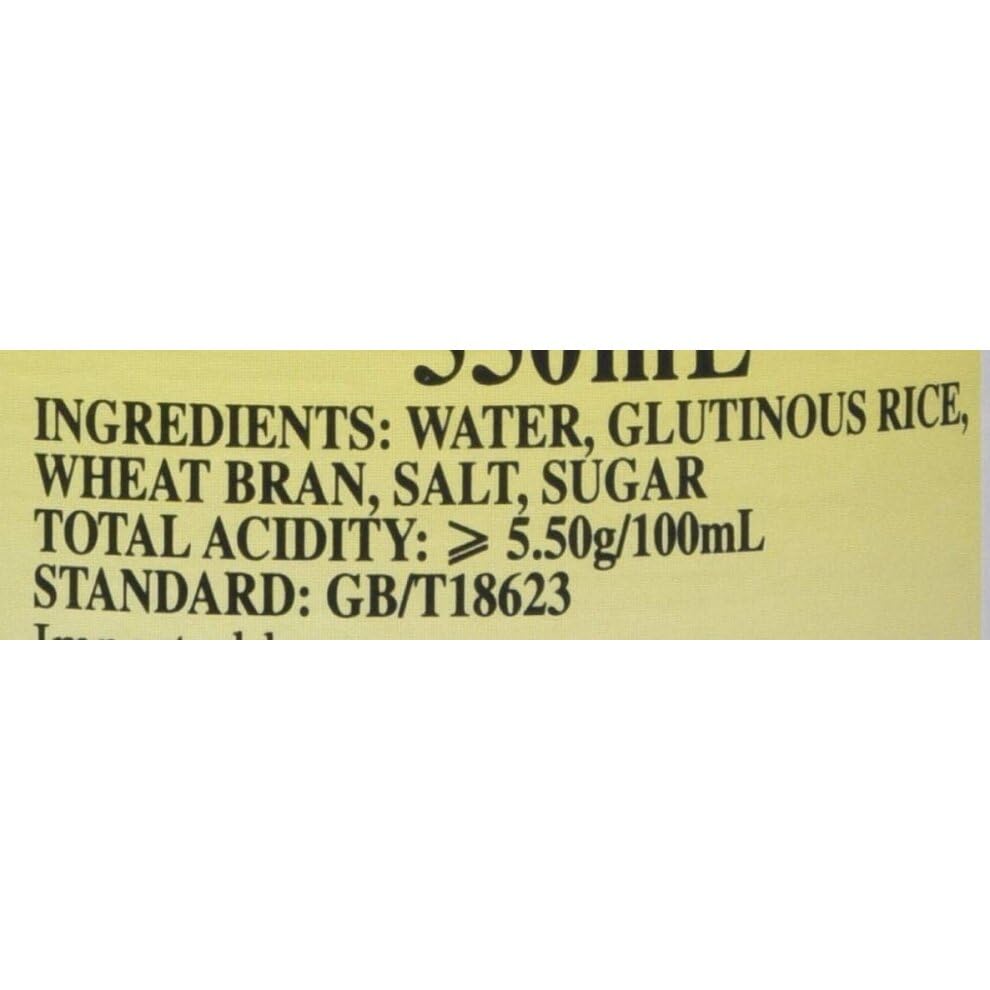 INGREDIENTS: WATER, GLUTINOUS RICE,
WHEAT BRAN, SALT, SUGAR
TOTAL ACIDITY: ⩾ 5.50g/100mL
STANDARD: GB/T18623